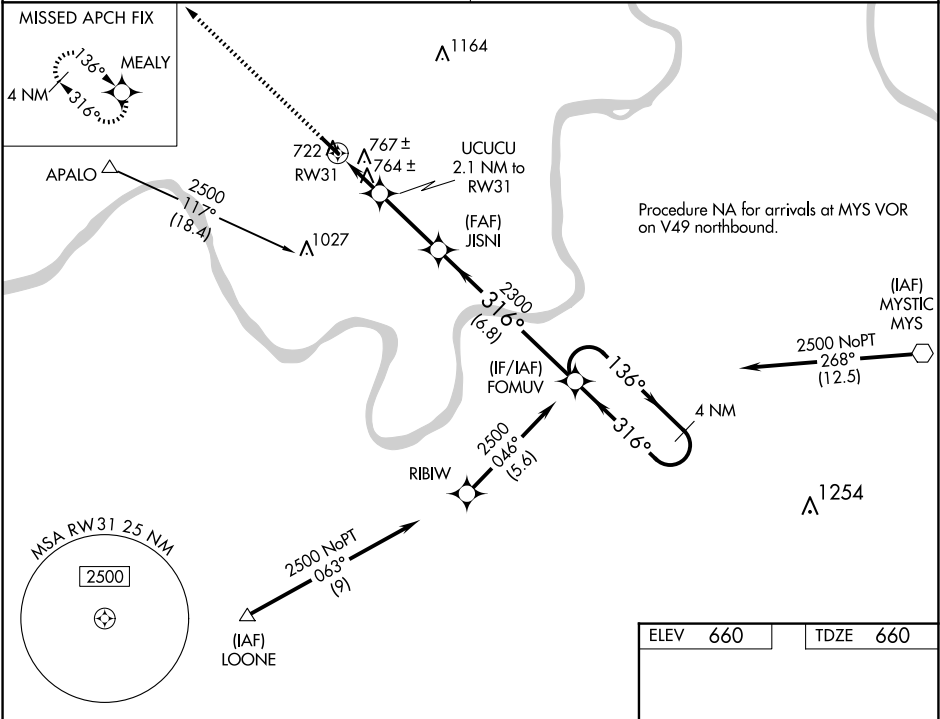 MISSED APCH FIX
MEALY
136°
4 NM
316°
1164
APALO
2500
117°
(18.4)
722
RW31
767 ±
764 ±
UCUCU
2.1 NM to
RW31
1027
(FAF)
JISNI
Procedure NA for arrivals at MYS VOR
on V49 northbound.
2300
316°
(6.8)
(IAF)
MYSTIC
MYS
2500 NoPT
268°
(12.5)
(IF/IAF)
FOMUV
136°
4 NM
316°
2500
046°
(5.6)
RIBIW
1254
MSA RW31 25 NM
2500
2500 NoPT
063°
(9)
(IAF)
LOONE
ELEV 660
TDZE 660